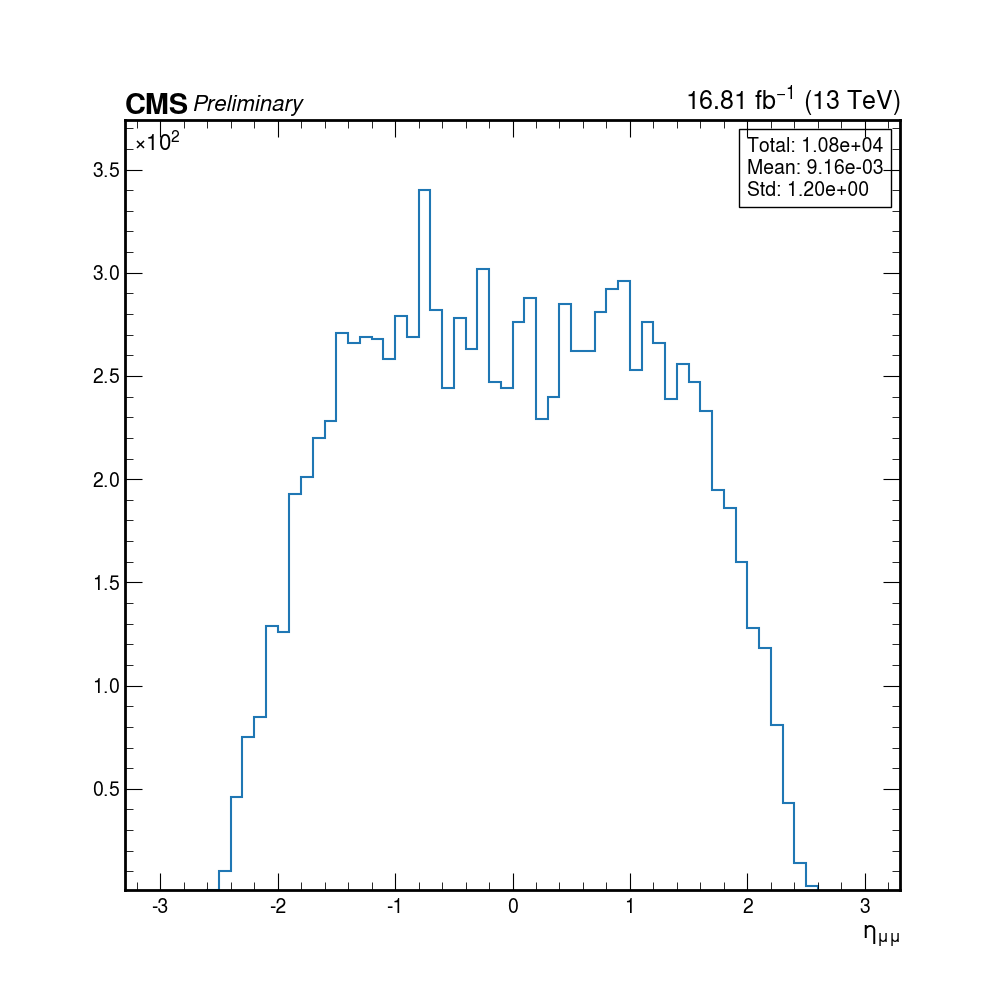 CMS Preliminary 16.81 fb⁻¹ (13 TeV)
×10²
Total: 1.08e+04
Mean: 9.16e-03
Std: 1.20e+00
3.5
3.0
2.5
2.0
1.5
1.0
0.5
-3 -2 -1 0 1 2 3
ημμ